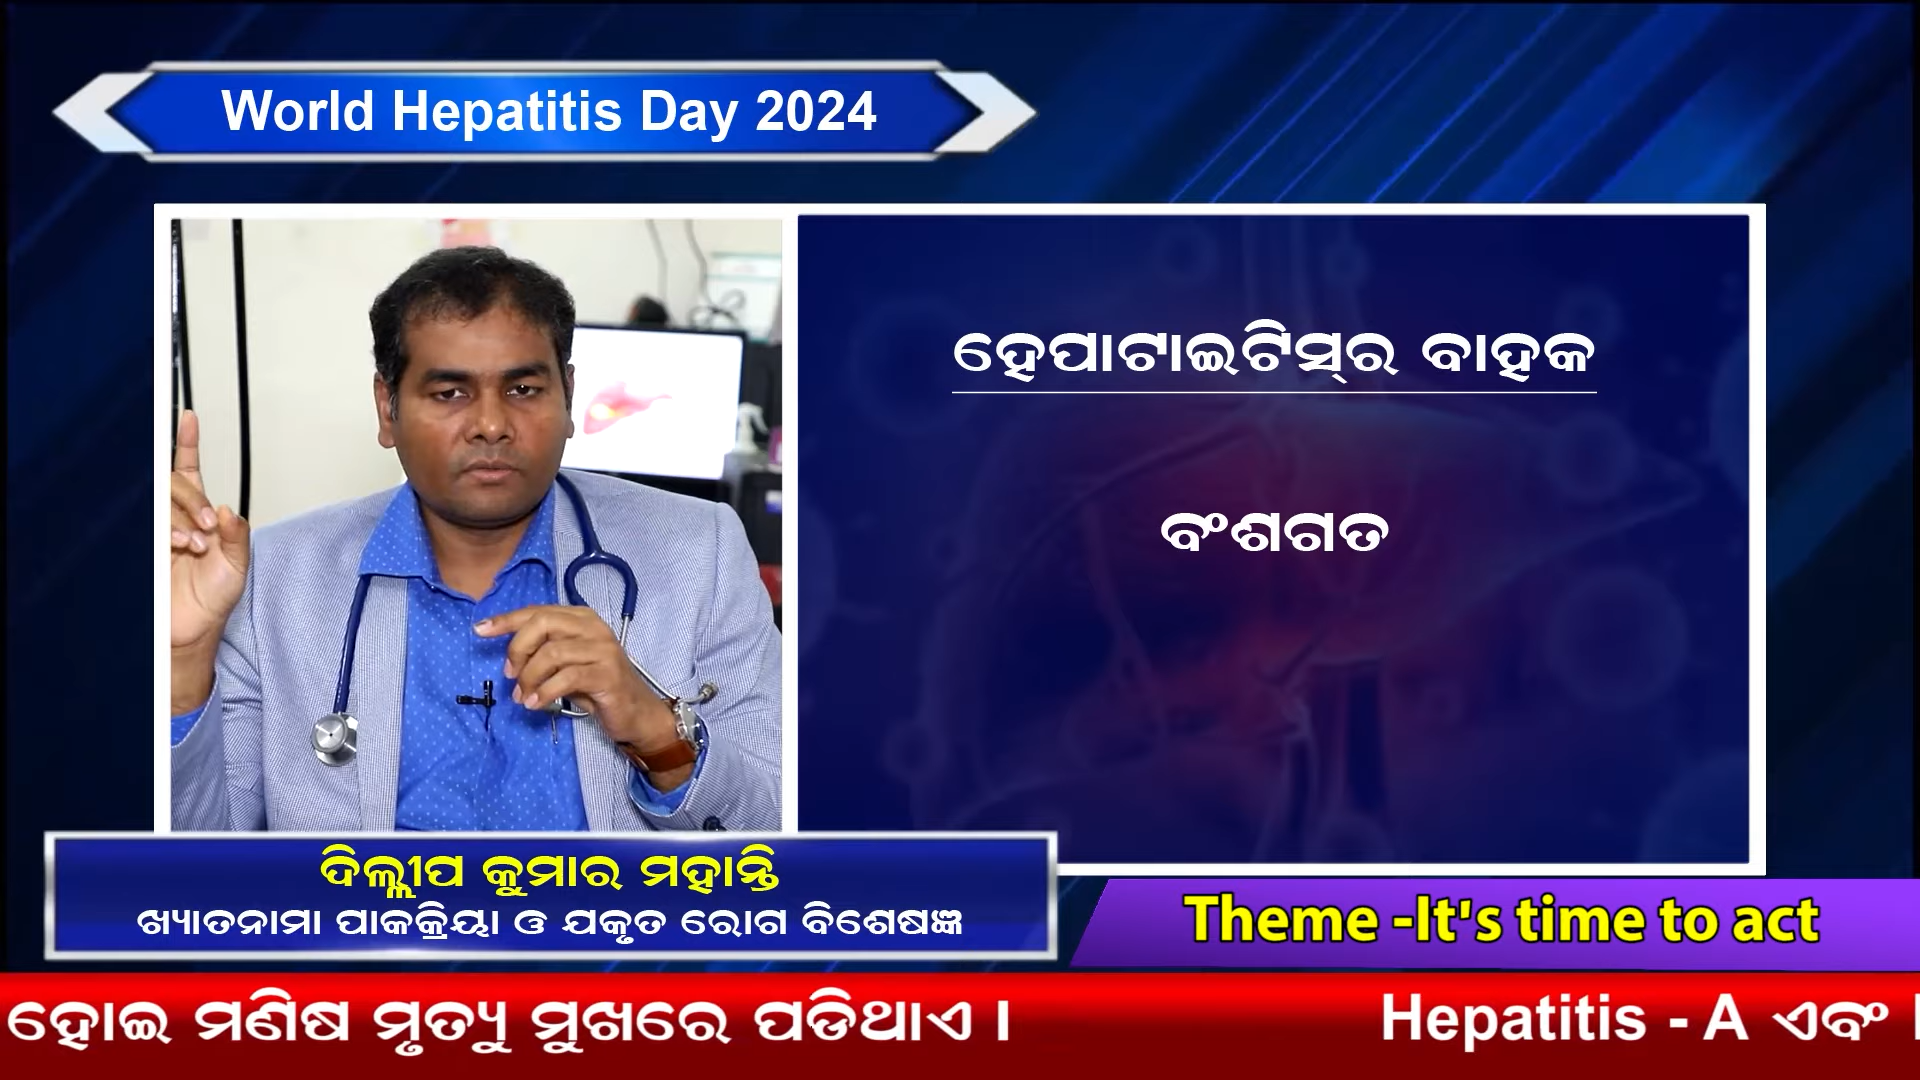 World Hepatitis Day 2024
ହେପାଟାଇଟିସ୍‌ର ବାହକ
ବଂଶଗତ
ଦିଲ୍ଲୀପ କୁମାର ମହାନ୍ତି
ଖ୍ୟାତନାମା ପାକକ୍ରିୟା ଓ ଯକୃତ ରୋଗ ବିଶେଷଜ୍ଞ
Theme -It's time to act
ହୋଇ ମଣିଷ ମୃତ୍ୟୁ ମୁଖରେ ପଡିଥାଏ । Hepatitis - A ଏବଂ